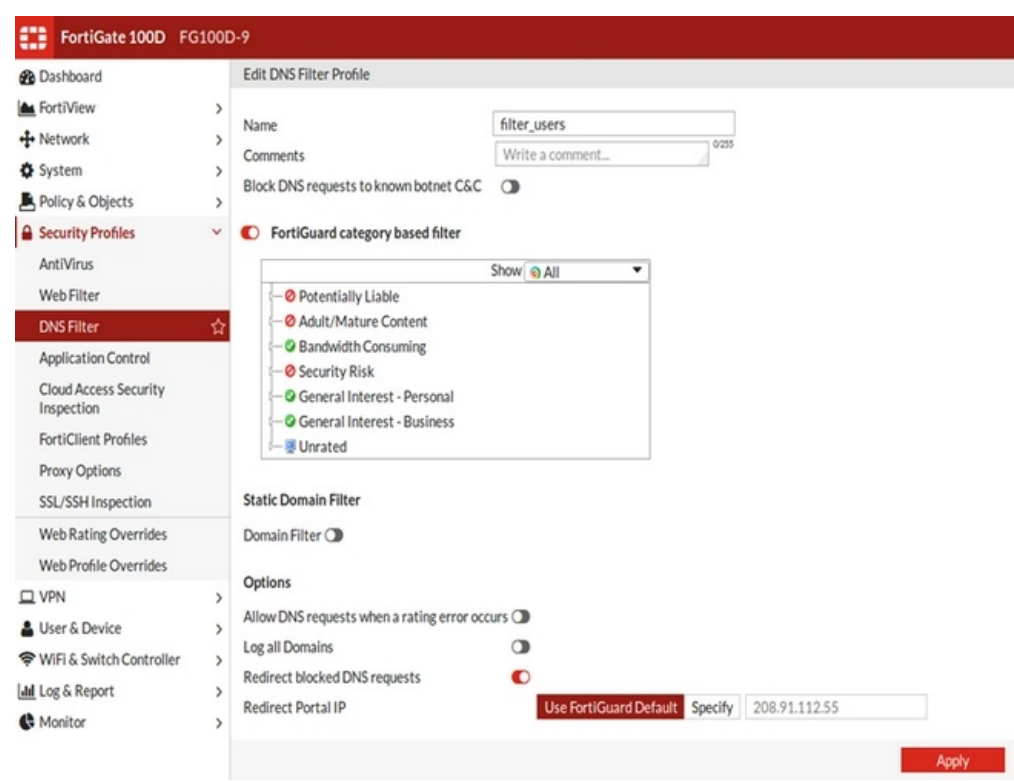 FortiGate 100D FG100D-9
Dashboard
FortiView
Network
System
Policy & Objects
Security Profiles
AntiVirus
Web Filter
DNS Filter
Application Control
Cloud Access Security
Inspection
FortiClient Profiles
Proxy Options
SSL/SSH Inspection
Web Rating Overrides
Web Profile Overrides
VPN
User & Device
WiFi & Switch Controller
Log & Report
Monitor
Edit DNS Filter Profile
Name filter_users
Comments Write a comment... 0/255
Block DNS requests to known botnet C&C
FortiGuard category based filter
Show All
Potentially Liable
Adult/Mature Content
Bandwidth Consuming
Security Risk
General Interest - Personal
General Interest - Business
Unrated
Static Domain Filter
Domain Filter
Options
Allow DNS requests when a rating error occurs
Log all Domains
Redirect blocked DNS requests
Redirect Portal IP Use FortiGuard Default Specify 208.91.112.55
Apply